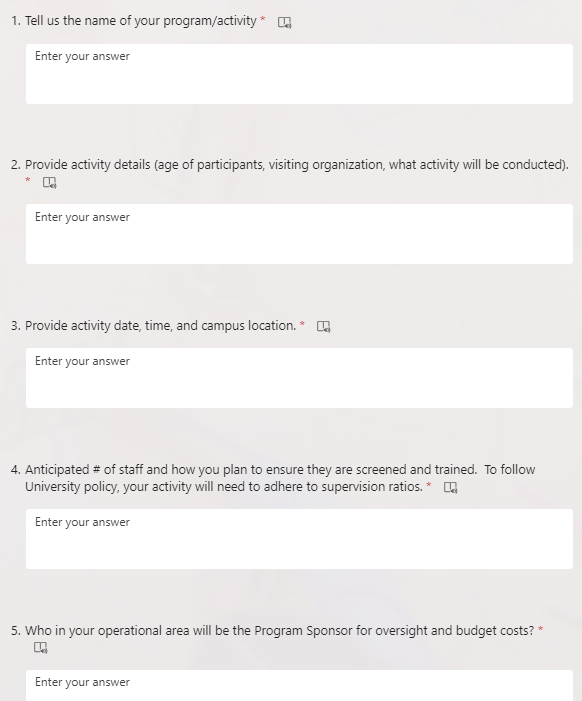 1. Tell us the name of your program/activity *
Enter your answer
2. Provide activity details (age of participants, visiting organization, what activity will be conducted).
*
Enter your answer
3. Provide activity date, time, and campus location. *
Enter your answer
4. Anticipated # of staff and how you plan to ensure they are screened and trained. To follow
University policy, your activity will need to adhere to supervision ratios. *
Enter your answer
5. Who in your operational area will be the Program Sponsor for oversight and budget costs? *
Enter your answer